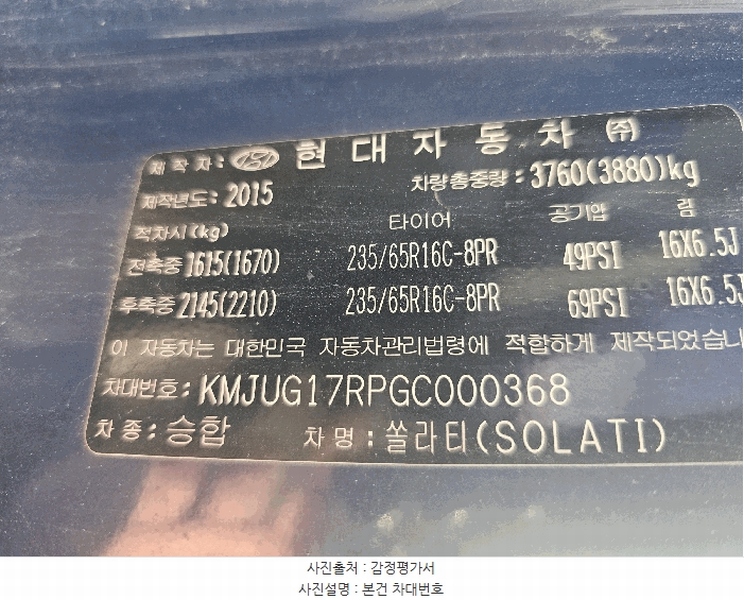 제 작 자 : 현 대 자 동 차 ㈜
제작년도 : 2015 차량총중량 : 3760(3880)kg
적차시(kg) 타이어 공기압 림
전축중 1615(1670) 235/65R16C-8PR 49PSI 16X6.5J
후축중 2145(2210) 235/65R16C-8PR 69PSI 16X6.5J
이 자동차는 대한민국 자동차관리법령에 적합하게 제작되었습니
차대번호 : KMJUG17RPGC000368
차 종 : 승합 차 명 : 쏠라티(SOLATI)
사진출처 : 감정평가서
사진설명 : 본건 차대번호